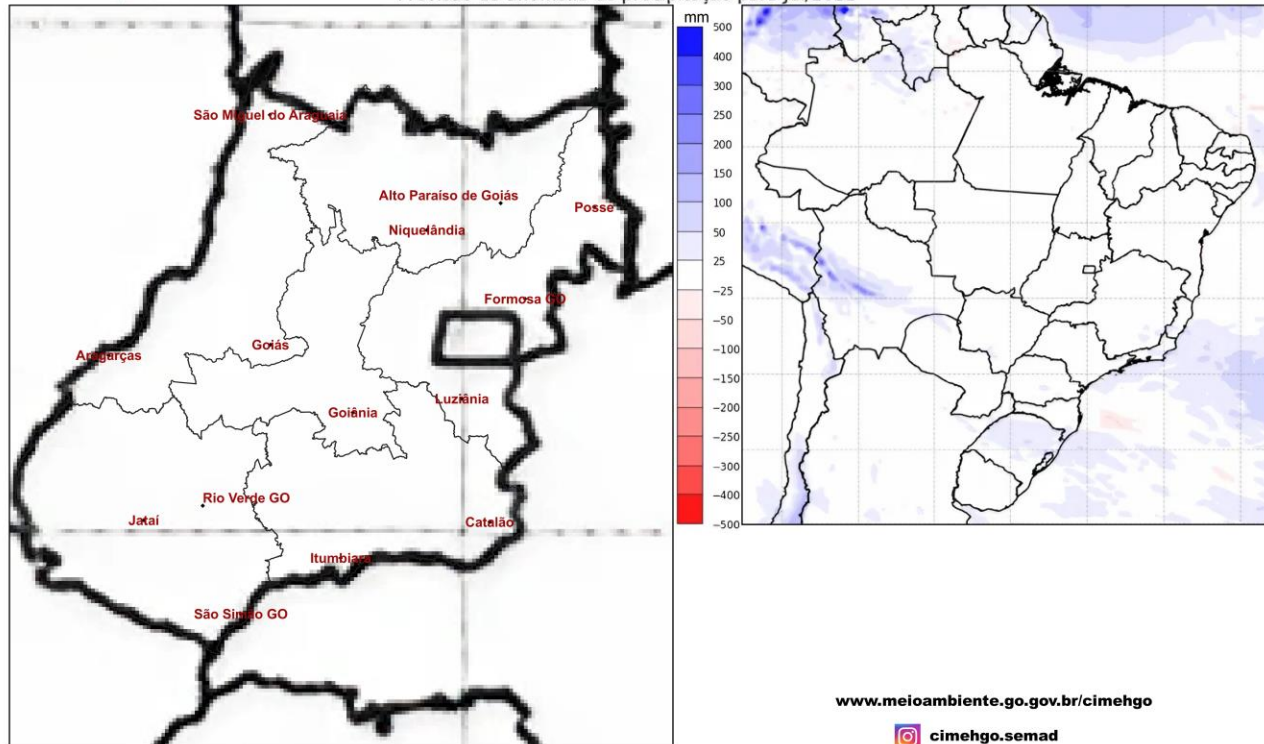 mm
500
400
300
250
200
150
100
50
25
−25
−50
−100
−150
−200
−250
−300
−400
−500
São Miguel do Araguaia
Alto Paraíso de Goiás
Posse
Niquelândia
Formosa GO
Goiás
Aragarças
Luziânia
Goiânia
Rio Verde GO
Jataí
Catalão
Itumbiara
São Simão GO
www.meioambiente.go.gov.br/cimehgo
cimehgo.semad